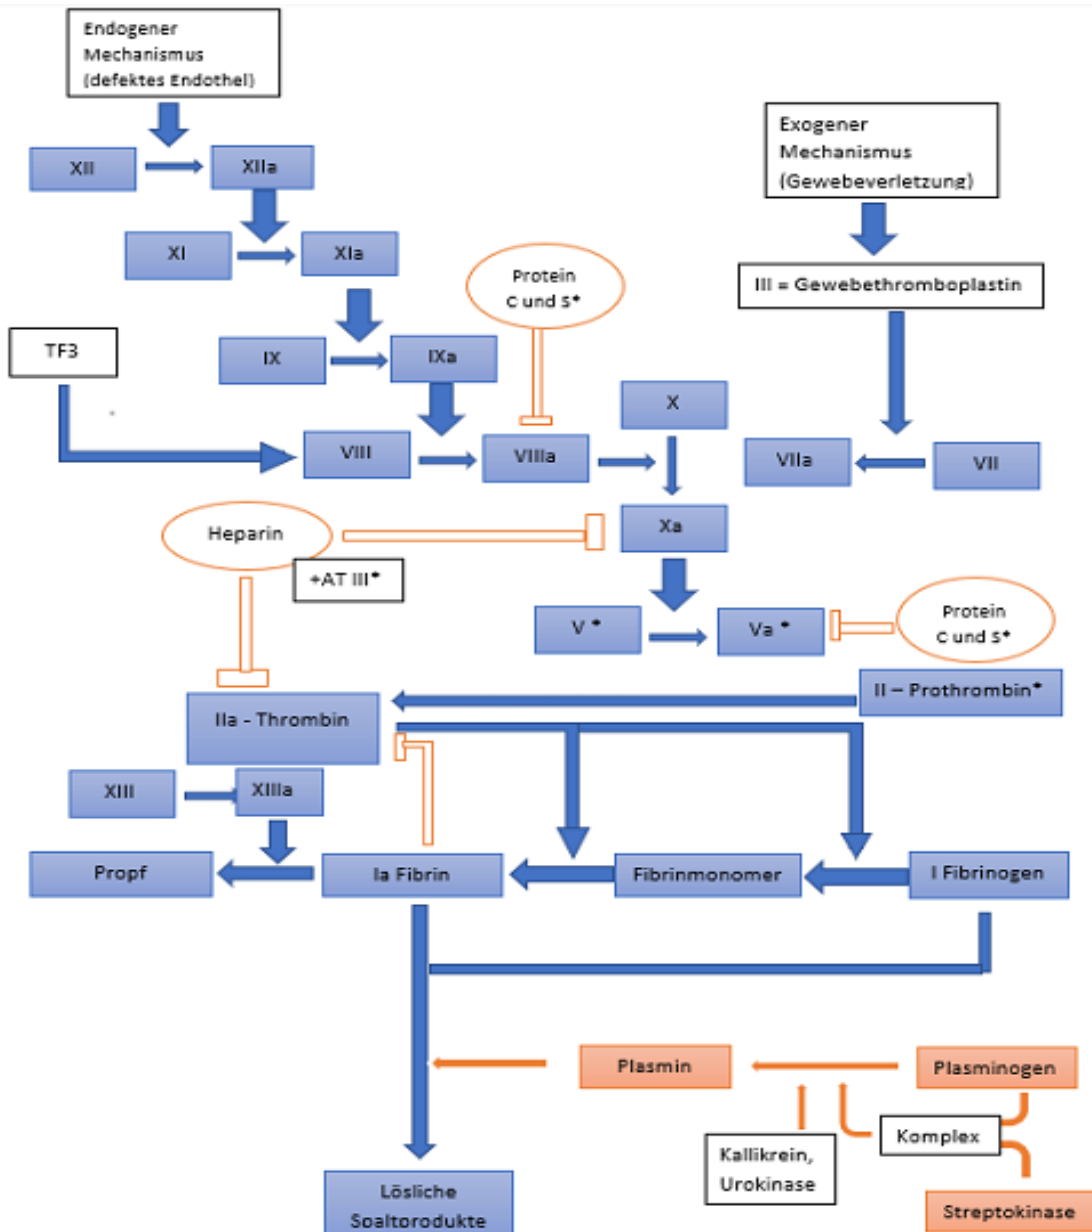 Endogener
Mechanismus
(defektes Endothel)
Exogener
Mechanismus
(Gewebeverletzung)
XII
XIIa
XI
XIa
Protein
C und S*
III = Gewebethromboplastin
TF3
IX
IXa
X
VIII
VIIIa
VIIa
VII
Heparin
Xa
+AT III*
V *
Va *
Protein
C und S*
II – Prothrombin*
IIa - Thrombin
XIII
XIIIa
Propf
Ia Fibrin
Fibrinmonomer
I Fibrinogen
Plasmin
Plasminogen
Komplex
Kallikrein,
Urokinase
Lösliche
Spaltprodukte
Streptokinase